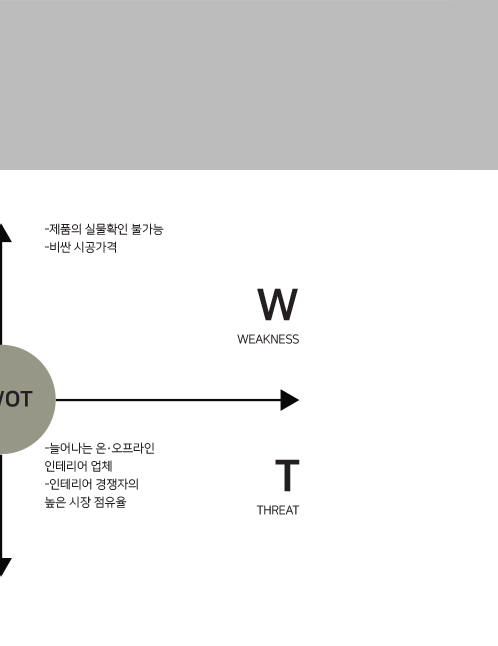 -제품의 실물확인 불가능
-비싼 시공가격
W
WEAKNESS
WOT
-늘어나는 온·오프라인
인테리어 업체
-인테리어 경쟁자의
높은 시장 점유율
T
THREAT